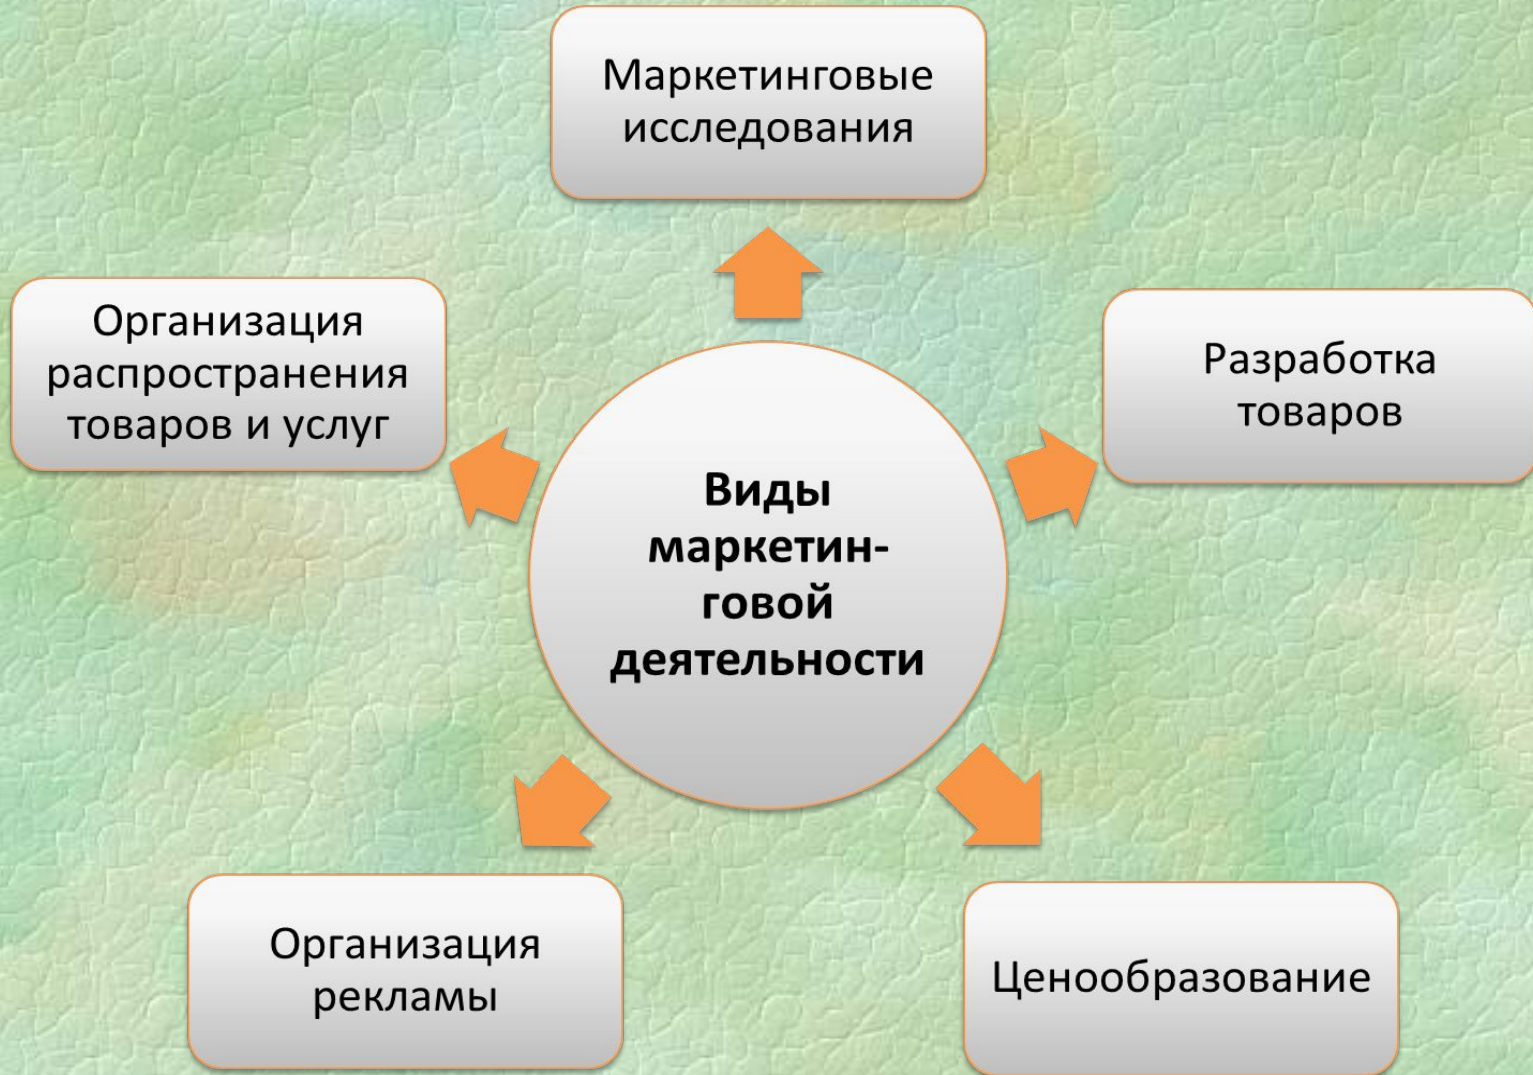 Маркетинговые
исследования
Организация
распространения
товаров и услуг
Разработка
товаров
Виды
маркетин-
говой
деятельности
Организация
рекламы
Ценообразование